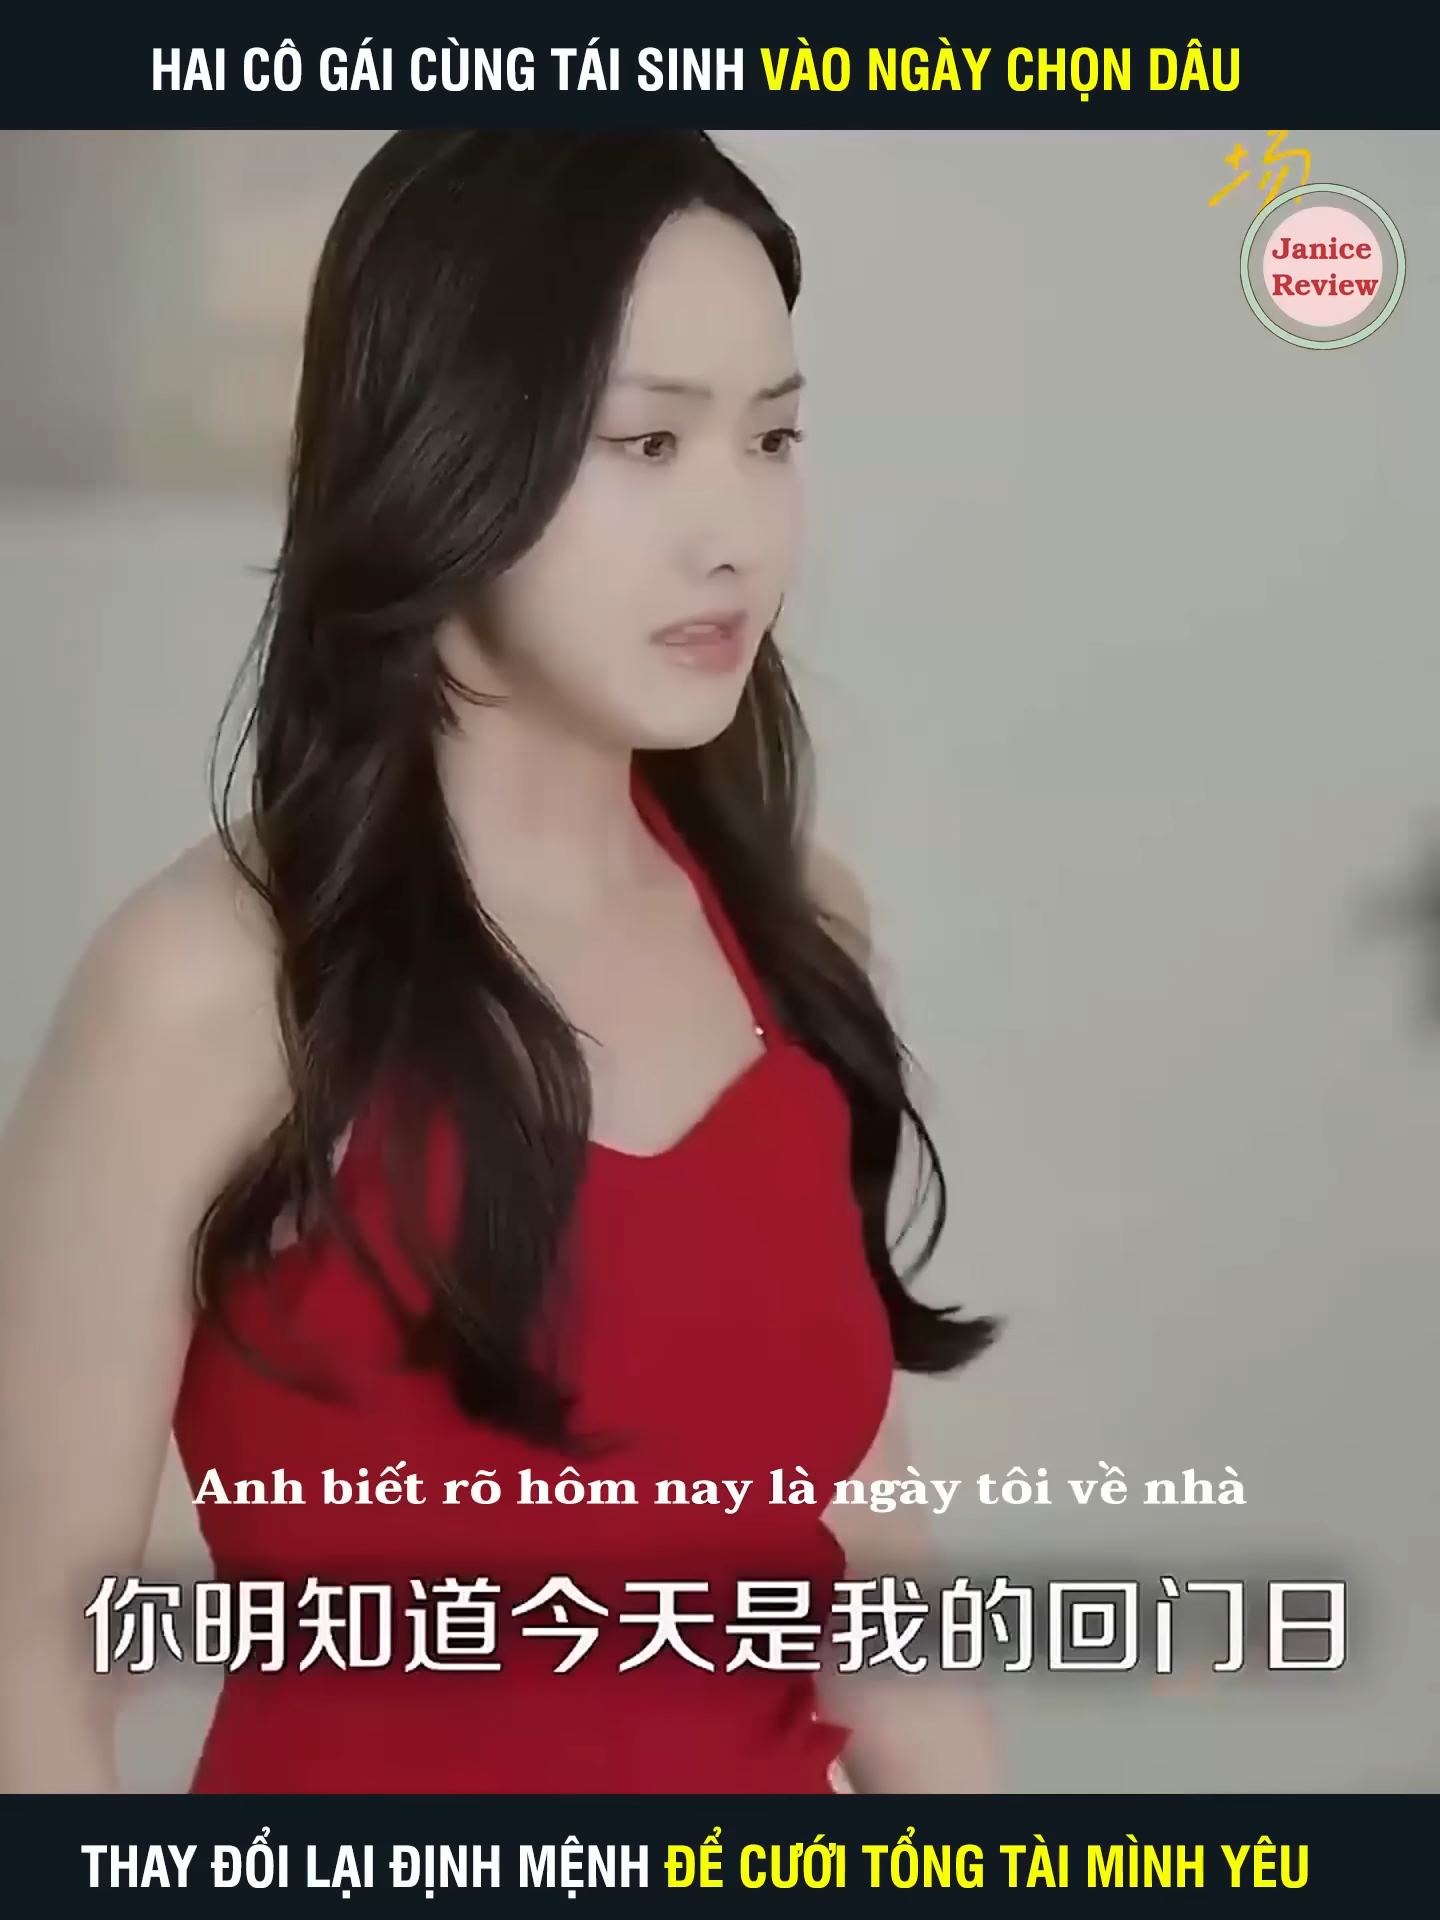 HAI CÔ GÁI CÙNG TÁI SINH VÀO NGÀY CHỌN DÂU
场
Janice
Review
Anh biết rõ hôm nay là ngày tôi về nhà
你明知道今天是我的回门日
THAY ĐỔI LẠI ĐỊNH MỆNH ĐỂ CƯỚI TỔNG TÀI MÌNH YÊU